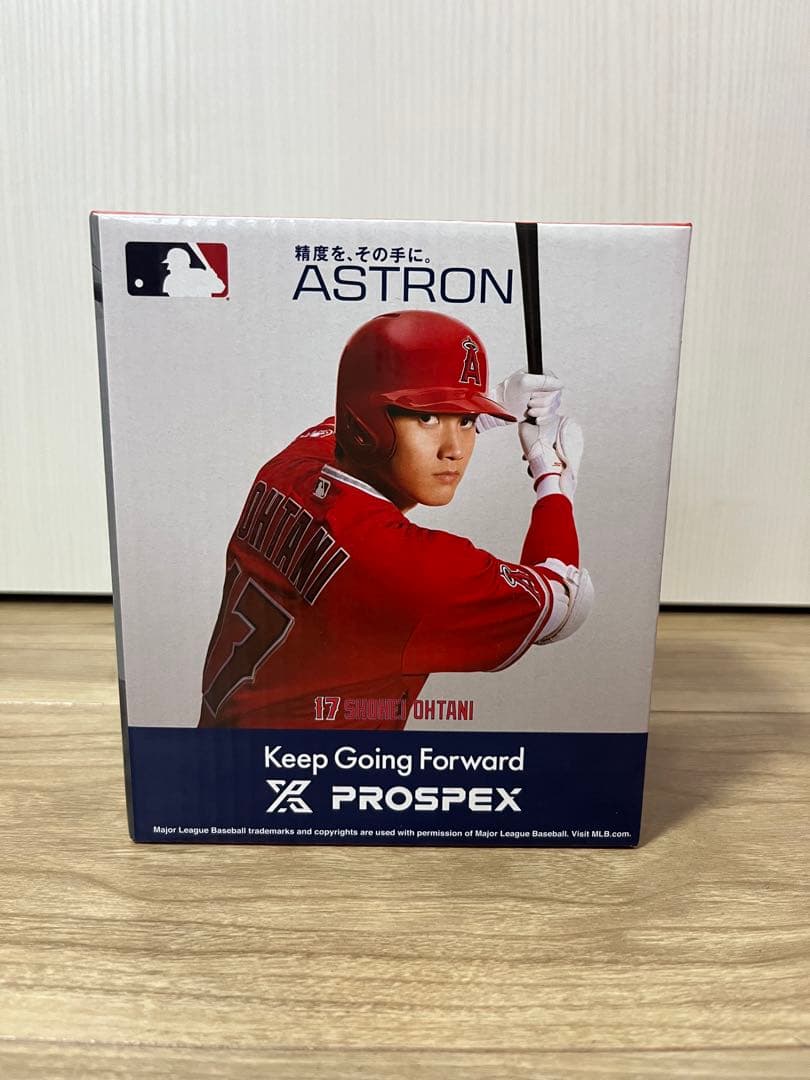 精度を、その手に。
ASTRON
A
OHTANI
17
A
17 SHOHEI OHTANI
Keep Going Forward
PROSPEX
Major League Baseball trademarks and copyrights are used with permission of Major League Baseball. Visit MLB.com.